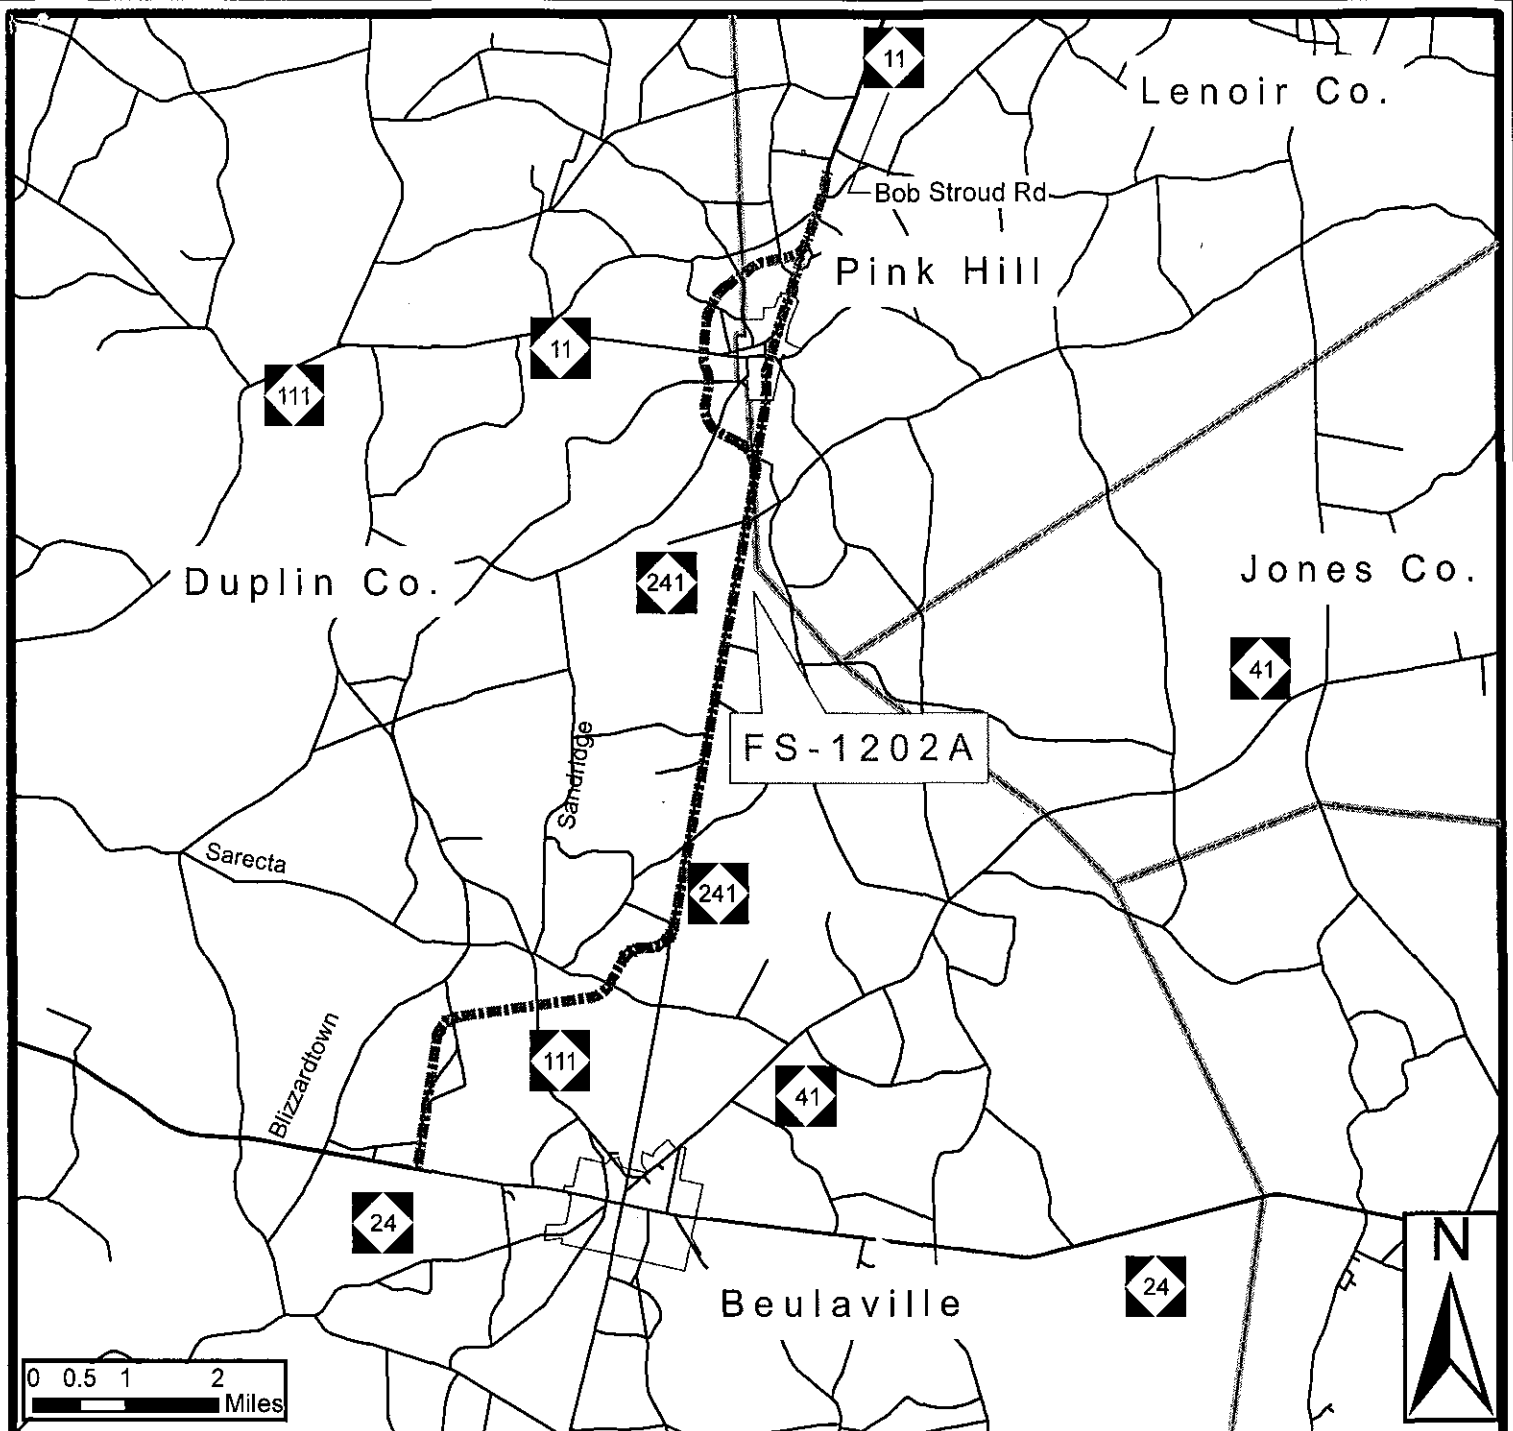 11
Lenoir Co.
Bob Stroud Rd
Pink Hill
11
111
Duplin Co.
241
Jones Co.
41
Sandridge
FS-1202A
Sarecta
241
Blizzardtown
111
41
24
N
24
Beulaville
0 0.5 1 2
Miles